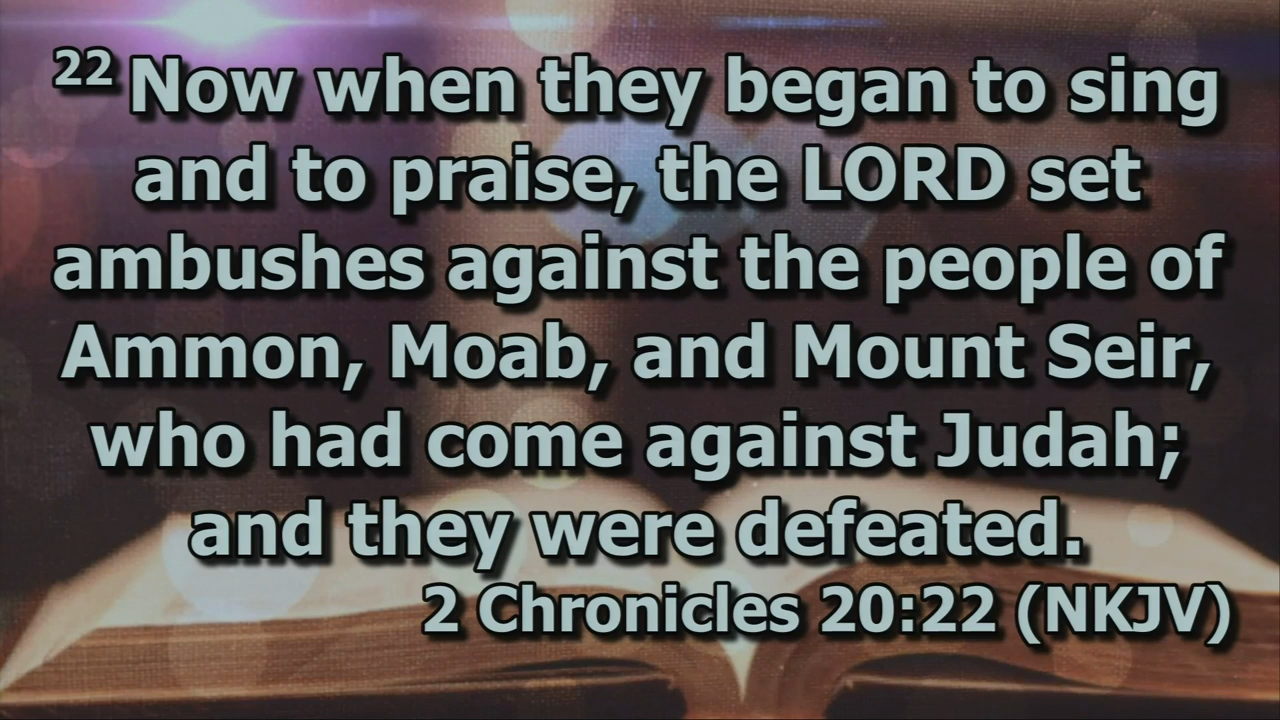 22 Now when they began to sing
and to praise, the LORD set
ambushes against the people of
Ammon, Moab, and Mount Seir,
who had come against Judah;
and they were defeated.
2 Chronicles 20:22 (NKJV)